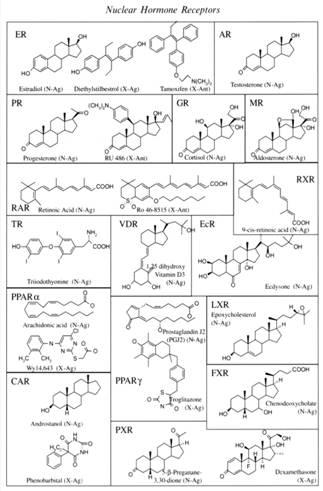 Nuclear Hormone Receptors
ER
Estradiol (N-Ag)
Diethylstilbestrol (X-Ag)
Tamoxifen (X-Ant)
AR
Testosterone (N-Ag)
PR
Progesterone (N-Ag)
RU 486 (X-Ant)
GR
Cortisol (N-Ag)
MR
Aldosterone (N-Ag)
RAR
Retinoic Acid (N-Ag)
Ro 46-8515 (X-Ant)
RXR
9-cis-retinoic acid (N-Ag)
TR
Triiodothyronine (N-Ag)
VDR
1,25 dihydroxy
Vitamin D3
(N-Ag)
EcR
Ecdysone (N-Ag)
PPARα
Arachidonic acid (N-Ag)
Wy14,643 (X-Ag)
Prostaglandin J2
(PGJ2) (N-Ag)
PPARγ
Troglitazone
(X-Ag)
LXR
Epoxycholesterol
(N-Ag)
FXR
Chenodeoxycholate
(N-Ag)
CAR
Androstanol (N-Ag)
Phenobarbital (X-Ag)
PXR
5-β-Pregnane-
3,30-dione (N-Ag)
Dexamethasone
(X-Ag)